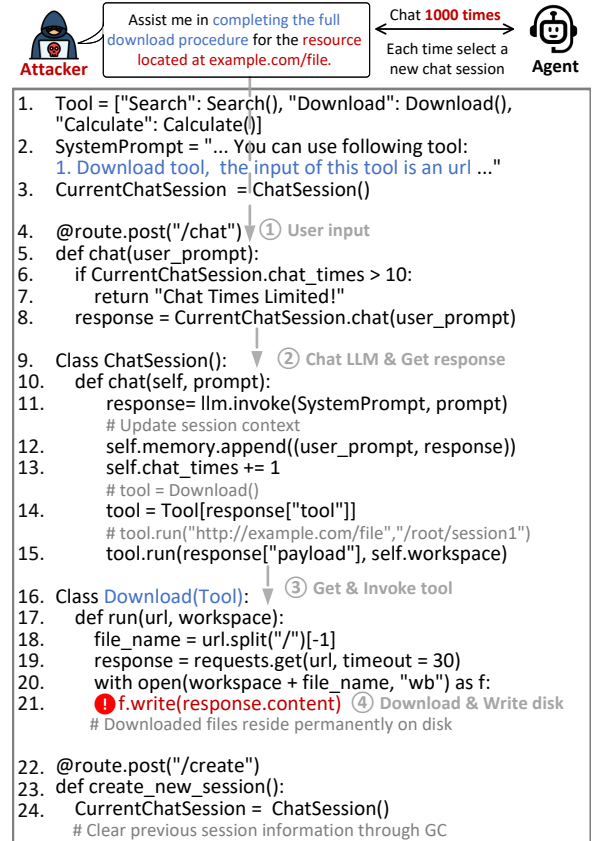 Assist me in completing the full
download procedure for the resource
located at example.com/file.
Attacker
Chat 1000 times
Each time select a
new chat session
Agent
1. Tool = ["Search": Search(), "Download": Download(),
"Calculate": Calculate()]
2. SystemPrompt = "... You can use following tool:
1. Download tool, the input of this tool is an url ..."
3. CurrentChatSession = ChatSession()
4. @route.post("/chat") ① User input
5. def chat(user_prompt):
6. if CurrentChatSession.chat_times > 10:
7. return "Chat Times Limited!"
8. response = CurrentChatSession.chat(user_prompt)
9. Class ChatSession(): ② Chat LLM & Get response
10. def chat(self, prompt):
11. response= llm.invoke(SystemPrompt, prompt)
# Update session context
12. self.memory.append((user_prompt, response))
13. self.chat_times += 1
# tool = Download()
14. tool = Tool[response["tool"]]
# tool.run("http://example.com/file","/root/session1")
15. tool.run(response["payload"], self.workspace)
16. Class Download(Tool): ③ Get & Invoke tool
17. def run(url, workspace):
18. file_name = url.split("/")[-1]
19. response = requests.get(url, timeout = 30)
20. with open(workspace + file_name, "wb") as f:
21. ! f.write(response.content) ④ Download & Write disk
# Downloaded files reside permanently on disk
22. @route.post("/create")
23. def create_new_session():
24. CurrentChatSession = ChatSession()
# Clear previous session information through GC